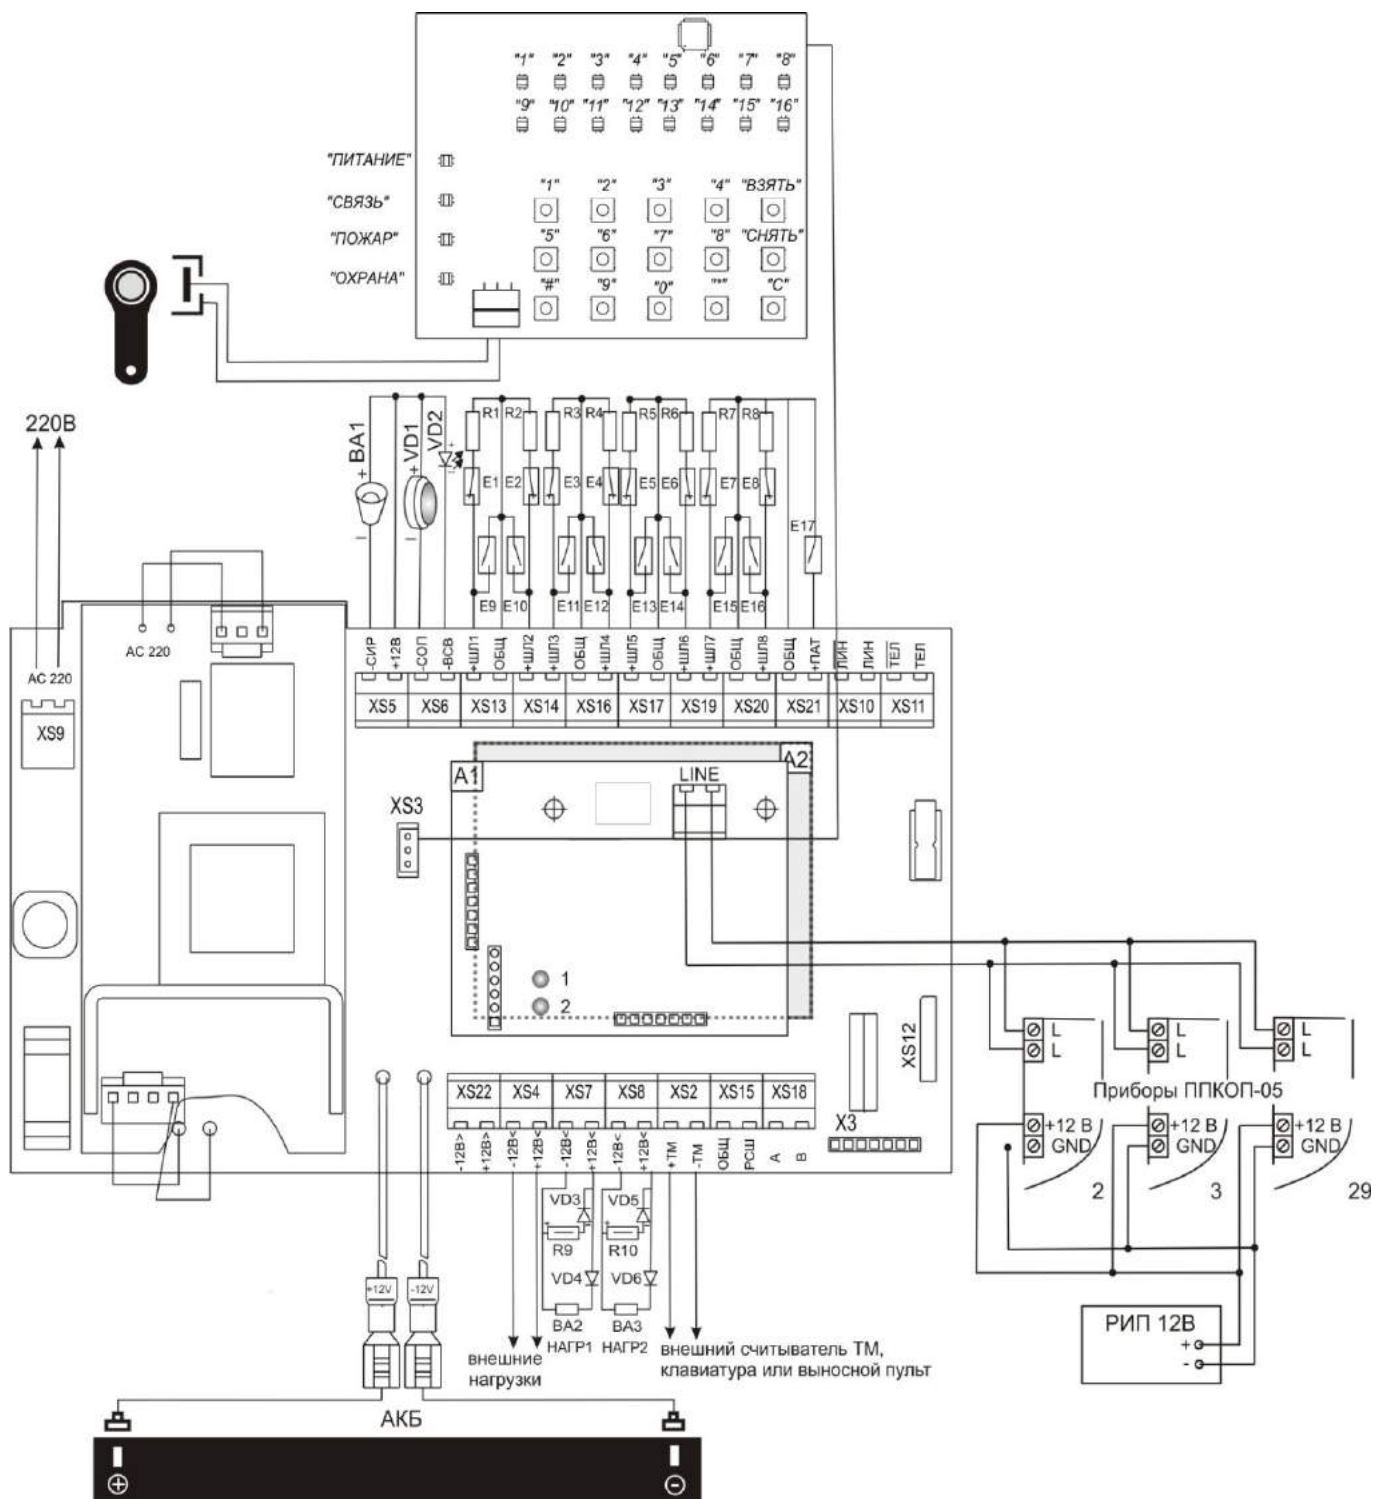 "1" "2" "3" "4" "5" "6" "7" "8"
"9" "10" "11" "12" "13" "14" "15" "16"
"ПИТАНИЕ"
"СВЯЗЬ"
"ПОЖАР"
"ОХРАНА"
"1" "2" "3" "4" "ВЗЯТЬ"
"5" "6" "7" "8" "СНЯТЬ"
"#" "9" "0" "*" "С"
220В
+ BA1 − + VD1 − VD2 + −
R1 R2 R3 R4 R5 R6 R7 R8
E1 E2 E3 E4 E5 E6 E7 E8
E17
E9 E10 E11 E12 E13 E14 E15 E16
AC 220
AC 220
-СИР +12В -СОП -ВСВ +ШЛ1 ОБЩ +ШЛ2 +ШЛ3 ОБЩ +ШЛ4 +ШЛ5 ОБЩ +ШЛ6 +ШЛ7 ОБЩ +ШЛ8 ОБЩ +ПАТ ЛИН ЛИН ТЕЛ ТЕЛ
XS5 XS6 XS13 XS14 XS16 XS17 XS19 XS20 XS21 XS10 XS11
XS9
A1 LINE A2
XS3
1
2
XS12
L L L
L L L
Приборы ППКОП-05
XS22 XS4 XS7 XS8 XS2 XS15 XS18
X3
-12В> +12В> -12В< +12В< -12В< +12В< -12В< +12В< +ТМ -ТМ ОБЩ РСШ A B
+12 В +12 В +12 В
GND GND GND
2 3 29
VD3 VD5
+ +
R9 R10
VD4 VD6
BA2 BA3
НАГР1 НАГР2
+12V -12V
внешние
нагрузки
внешний считыватель ТМ,
клавиатура или выносной пульт
РИП 12В
+
-
АКБ
+ −